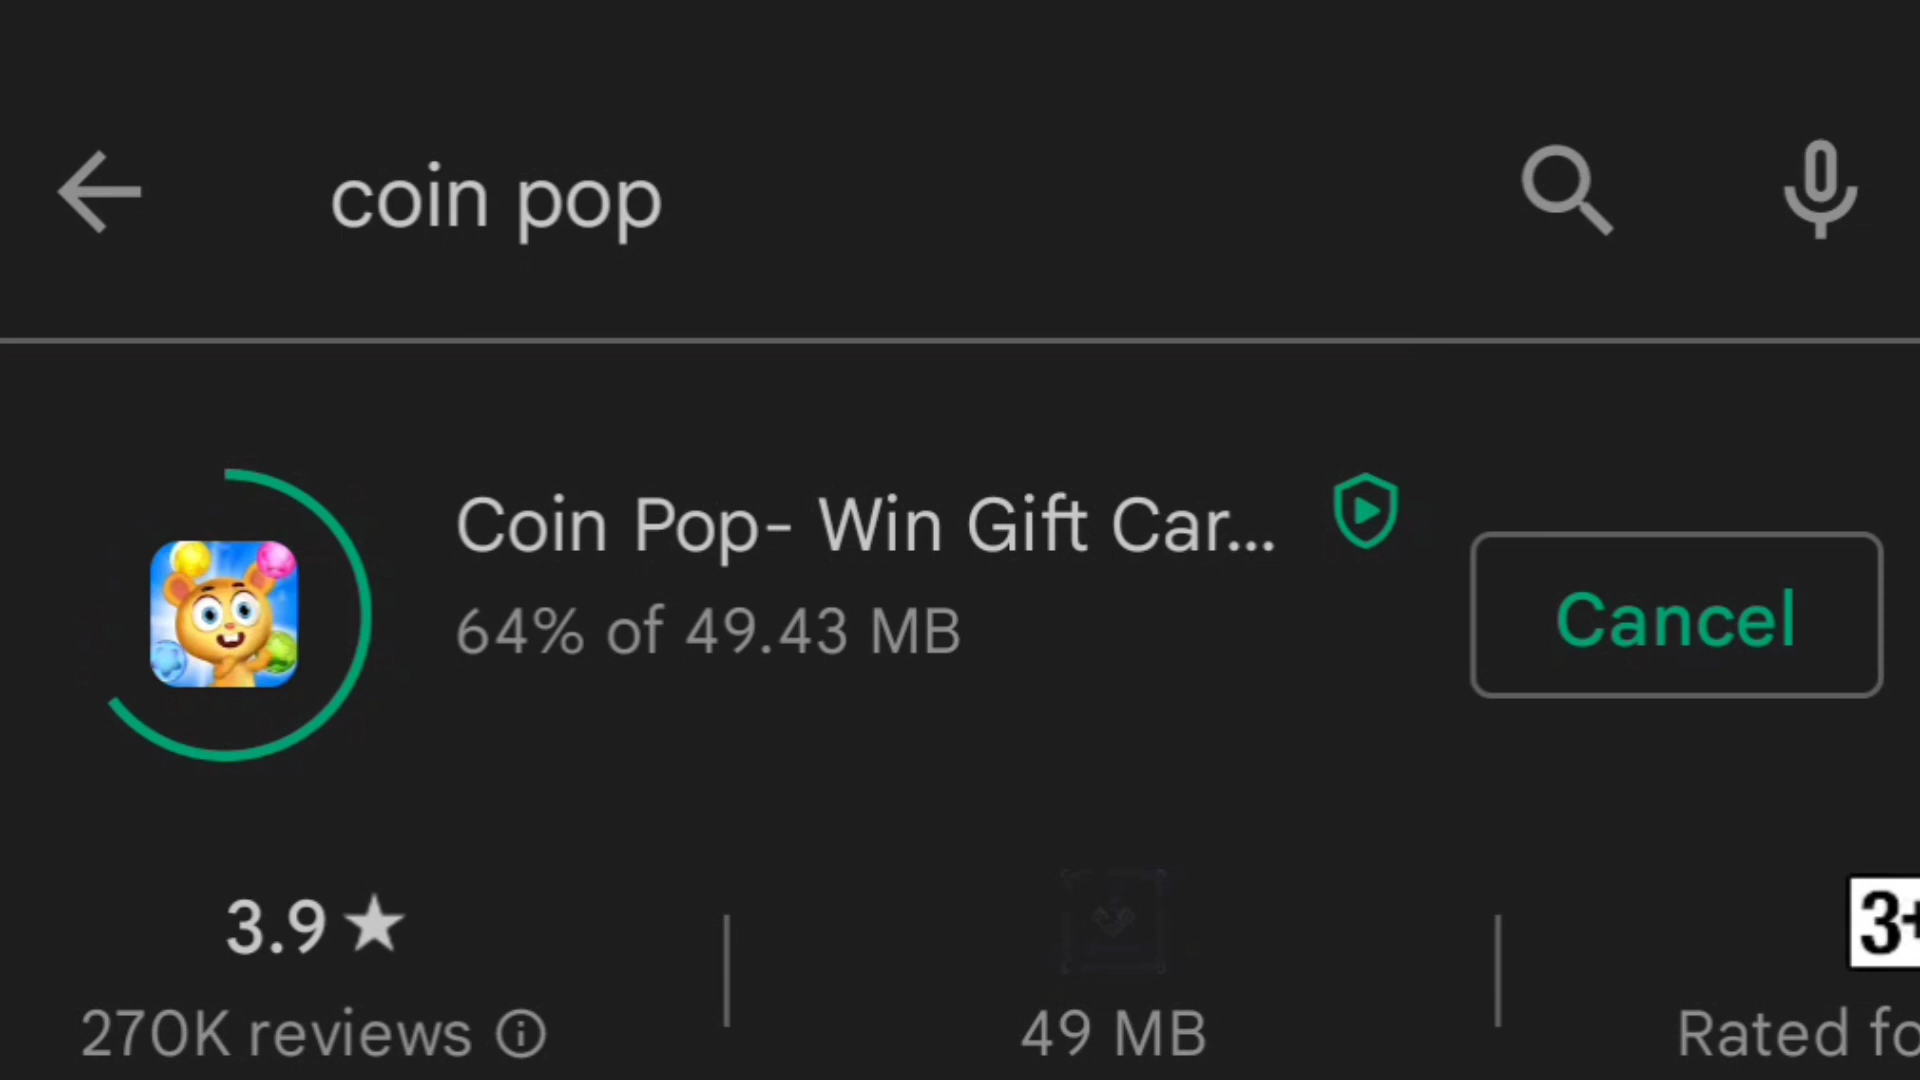 coin pop
Coin Pop- Win Gift Car...
64% of 49.43 MB
Cancel
3.9★
270K reviews
49 MB
3+
Rated fo